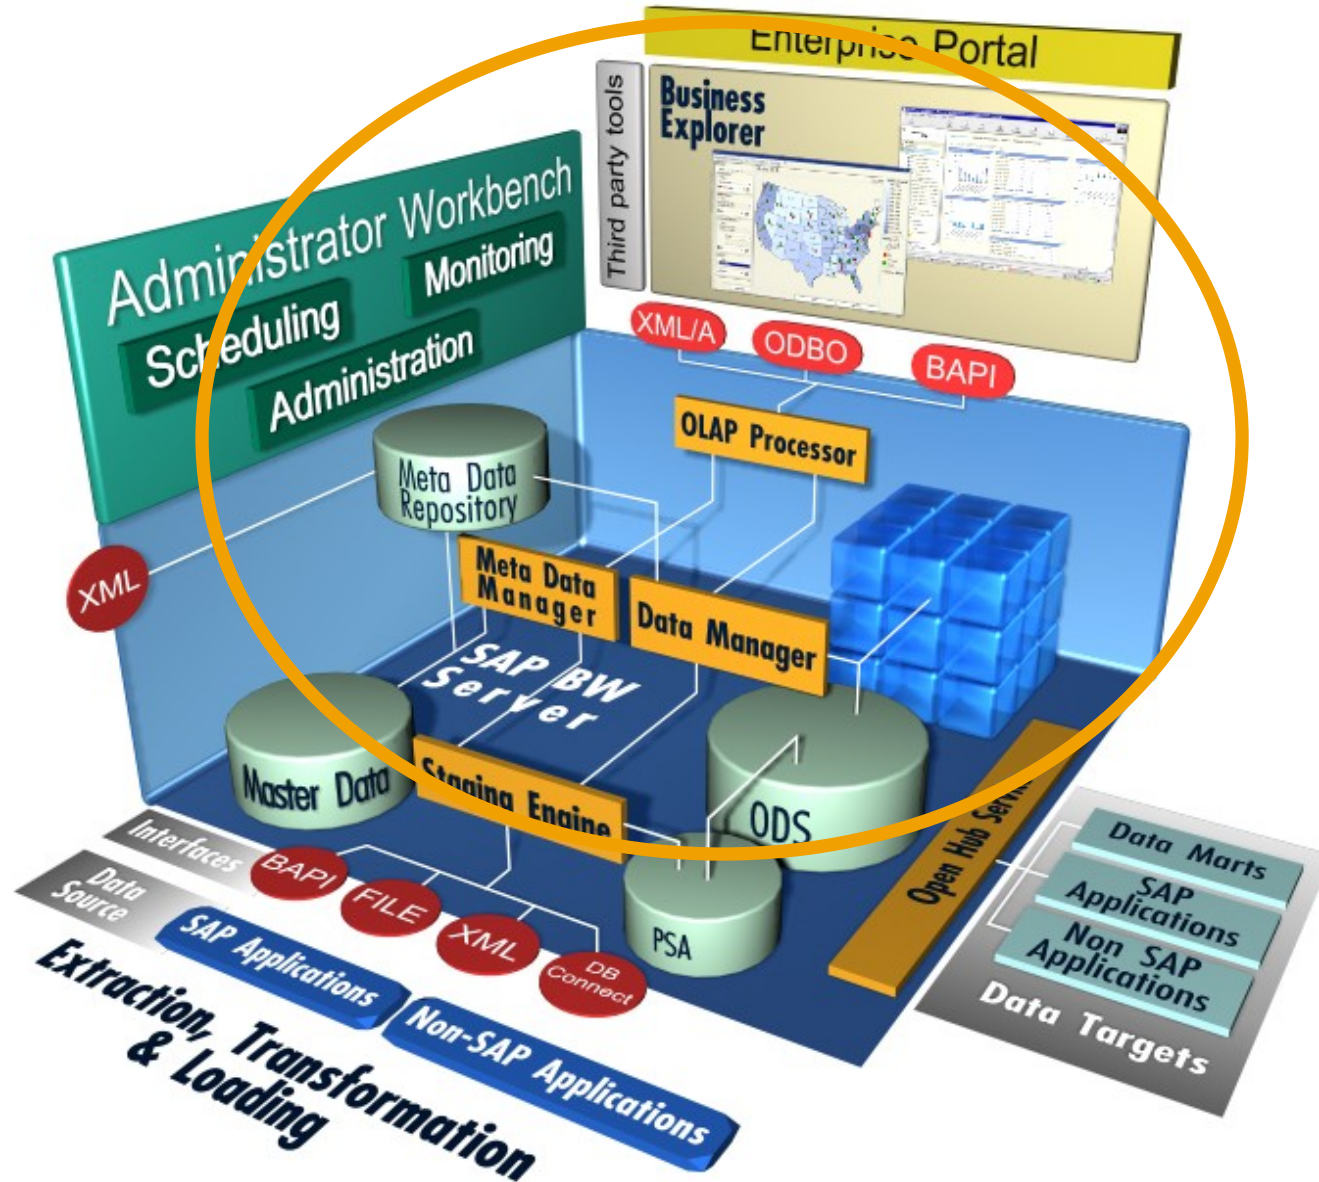 Enterprise Portal
Third party tools
Business
Explorer
Administrator Workbench
Monitoring
Scheduling
Administration
XML/A
ODBO
BAPI
OLAP Processor
Meta Data
Repository
XML
Meta Data
Manager
Data Manager
SAP BW
Server
Master Data
Staging Engine
ODS
PSA
Open Hub Service
Interfaces
BAPI
FILE
XML
DB
Connect
Data
Source
SAP Applications
Non-SAP Applications
Extraction, Transformation
& Loading
Data Marts
SAP
Applications
Non SAP
Applications
Data Targets